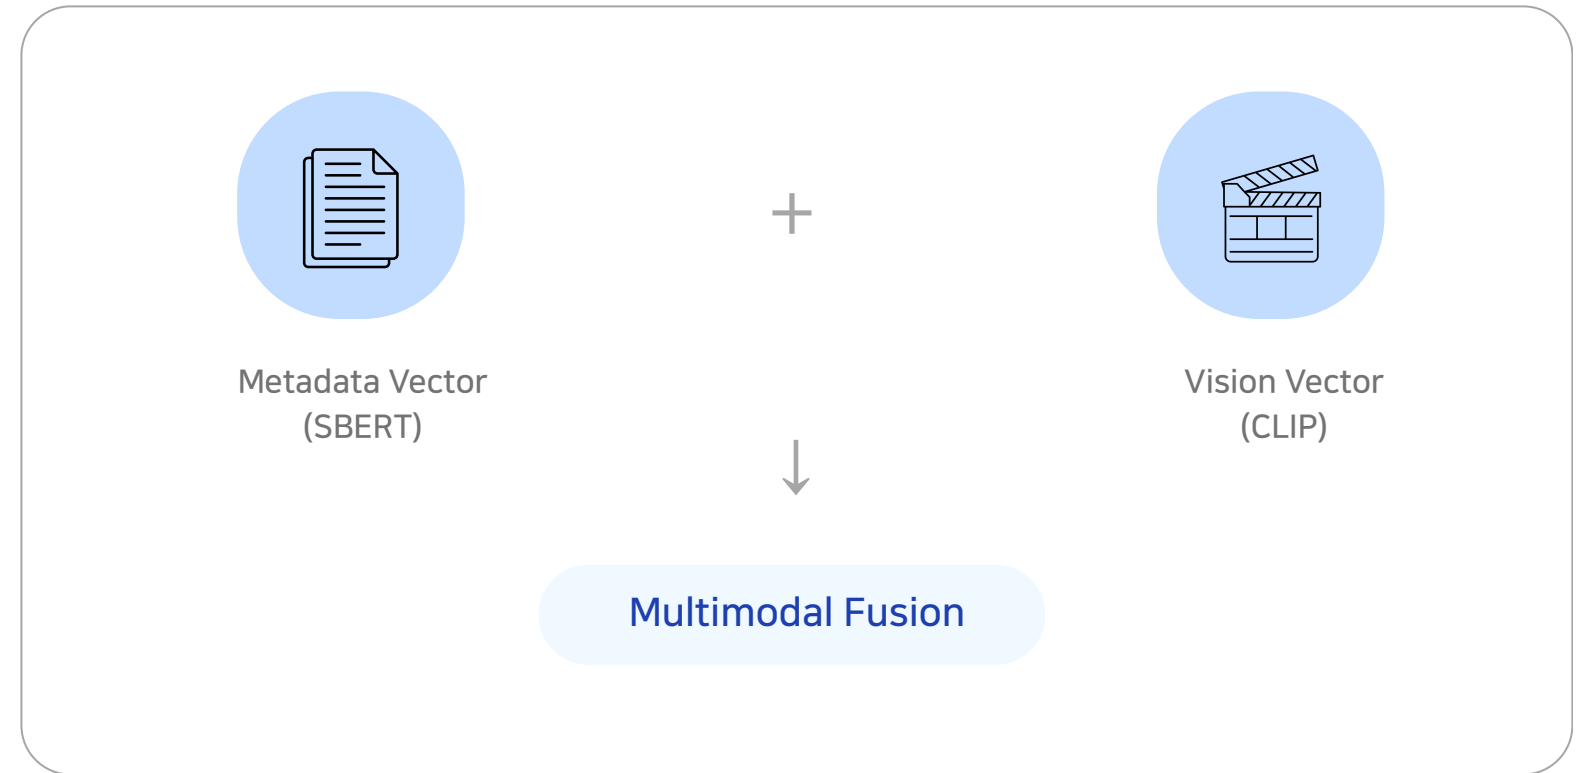 Metadata Vector
(SBERT)
+
Vision Vector
(CLIP)
↓
Multimodal Fusion